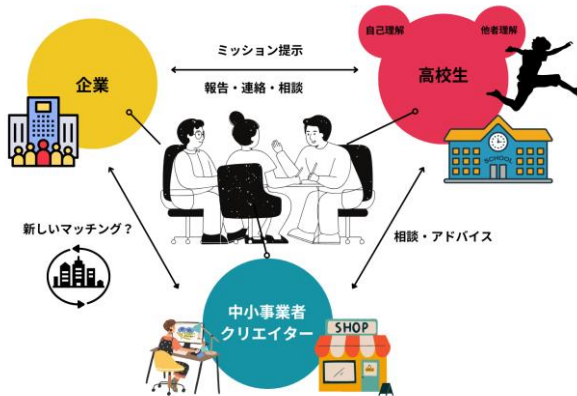 自己理解
他者理解
ミッション提示
企業
高校生
報告・連絡・相談
SCHOOL
新しいマッチング？
相談・アドバイス
中小事業者
クリエイター
SHOP